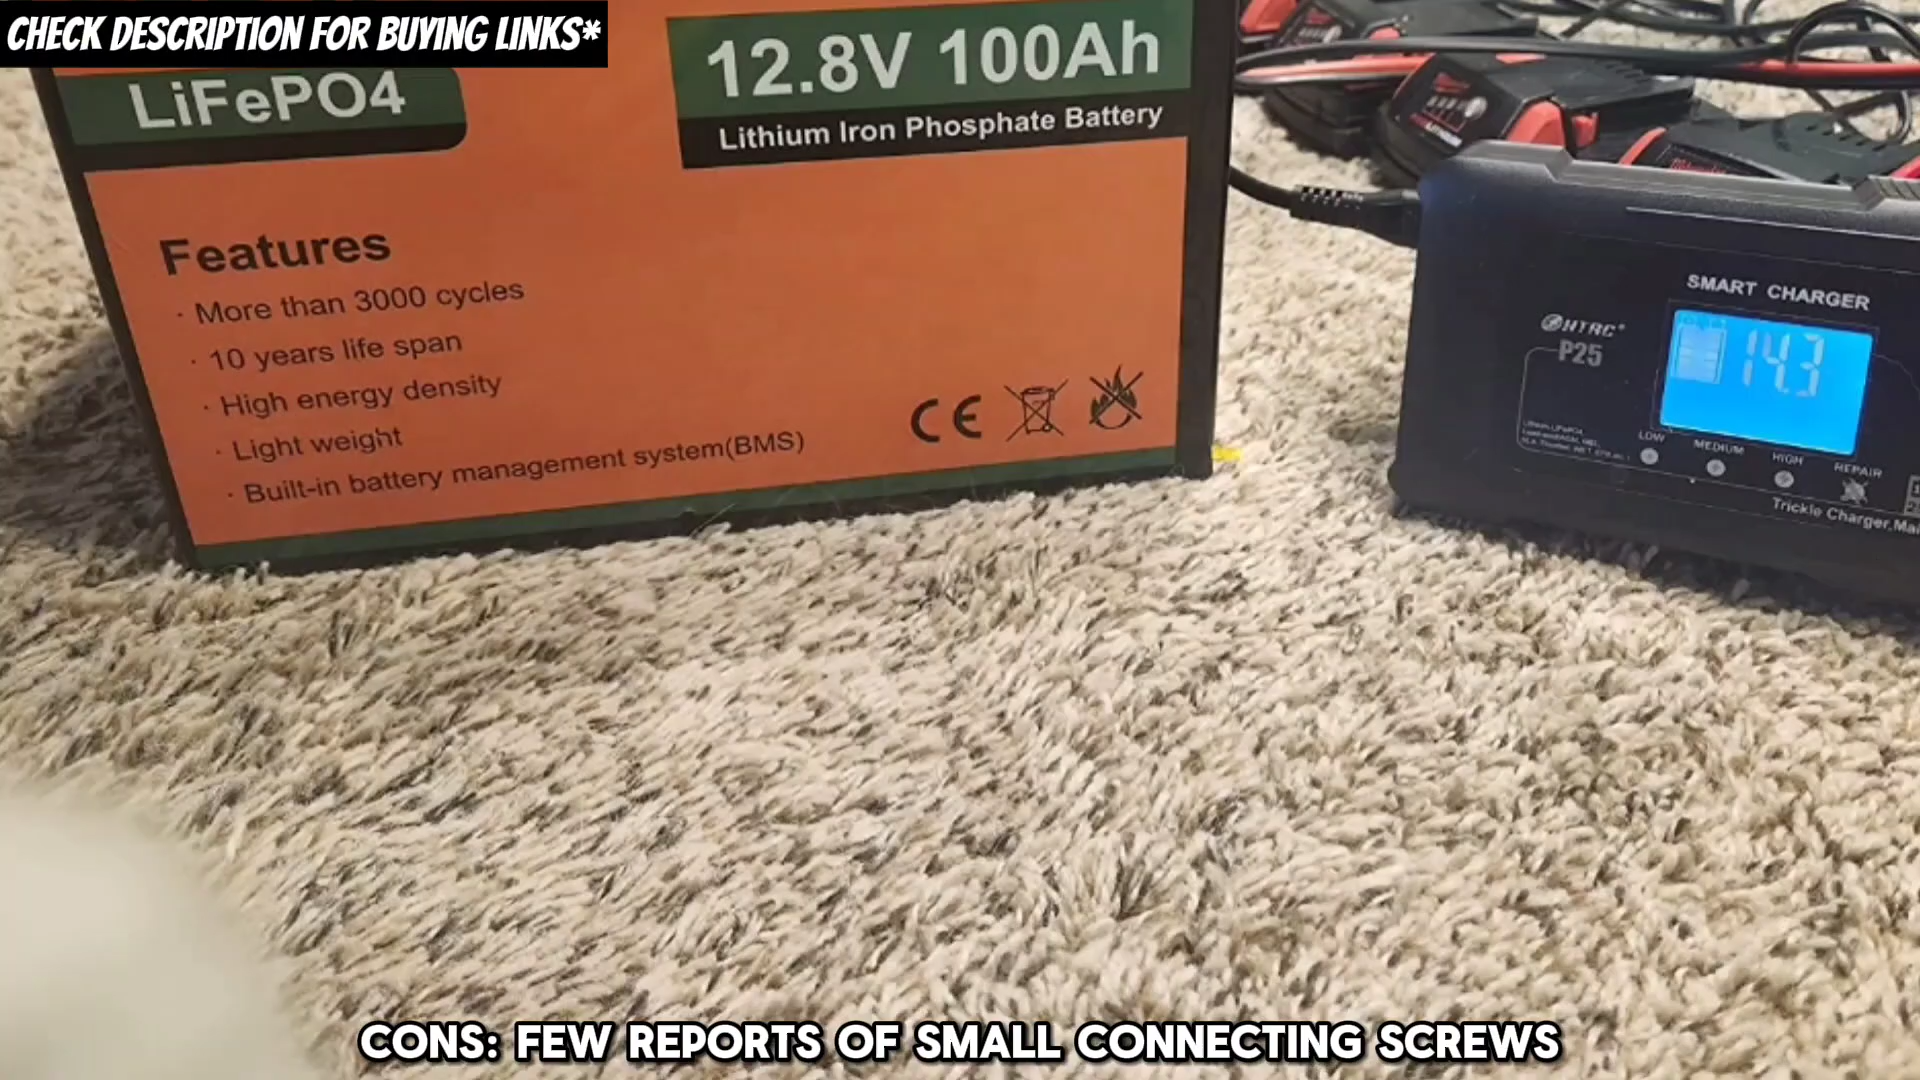 CHECK DESCRIPTION FOR BUYING LINKS*
LiFePO4
12.8V 100Ah
Lithium Iron Phosphate Battery
Features
· More than 3000 cycles
· 10 years life span
· High energy density
· Light weight
· Built-in battery management system(BMS)
CE
SMART CHARGER
HTRC®
P25
14.3
LOW
MEDIUM
HIGH
REPAIR
Trickle Charger,Mai
CONS: FEW REPORTS OF SMALL CONNECTING SCREWS